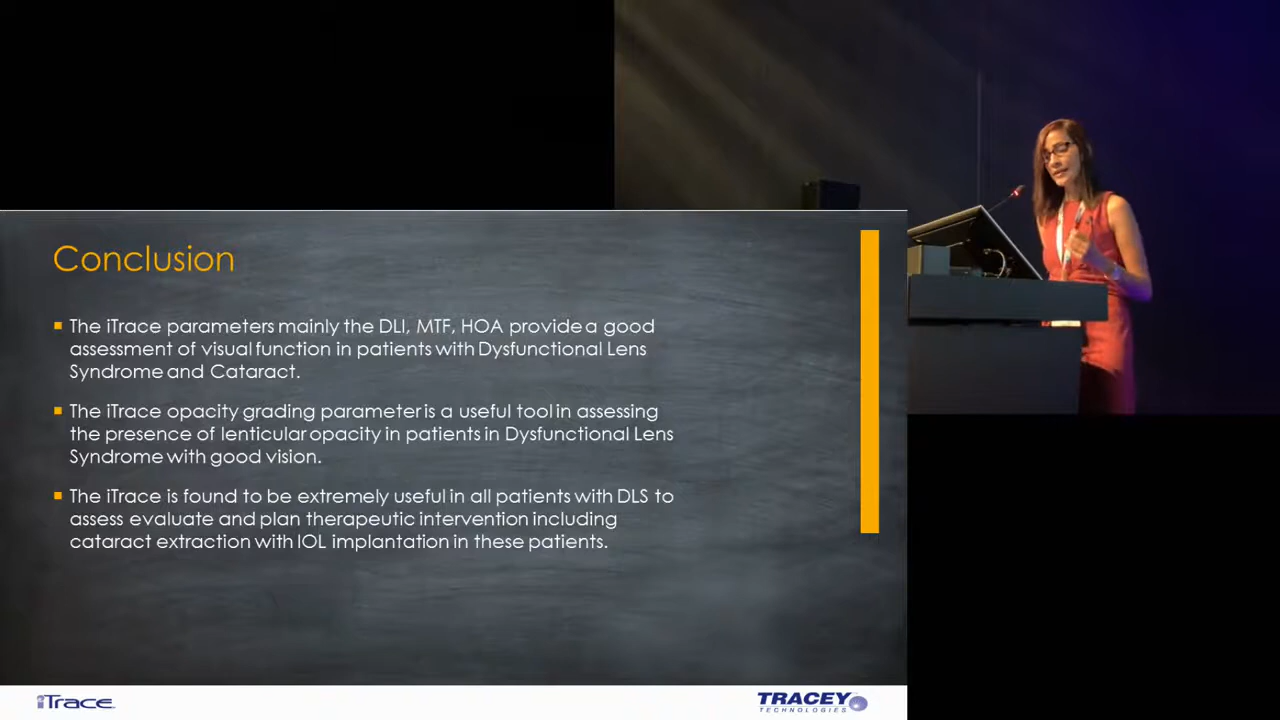 Conclusion
The iTrace parameters mainly the DLI, MTF, HOA provide a good
assessment of visual function in patients with Dysfunctional Lens
Syndrome and Cataract.
The iTrace opacity grading parameter is a useful tool in assessing
the presence of lenticular opacity in patients in Dysfunctional Lens
Syndrome with good vision.
The iTrace is found to be extremely useful in all patients with DLS to
assess evaluate and plan therapeutic intervention including
cataract extraction with IOL implantation in these patients.
iTrace
TRACEY
TECHNOLOGIES